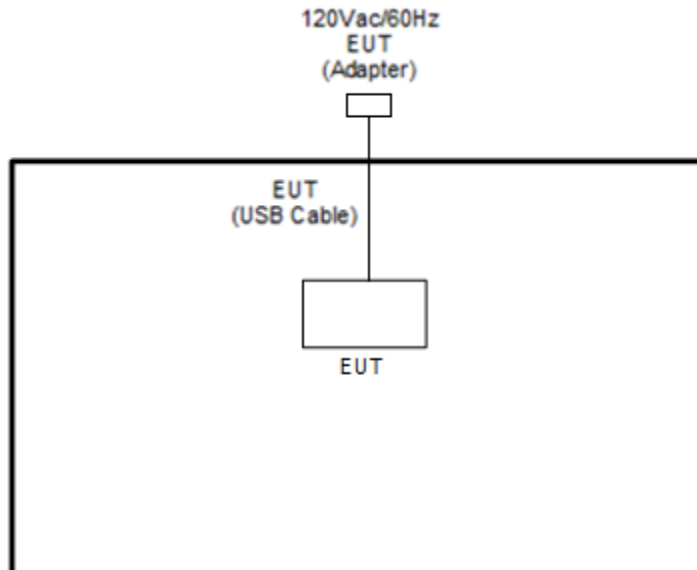 120Vac/60Hz
EUT
(Adapter)
EUT
(USB Cable)
EUT